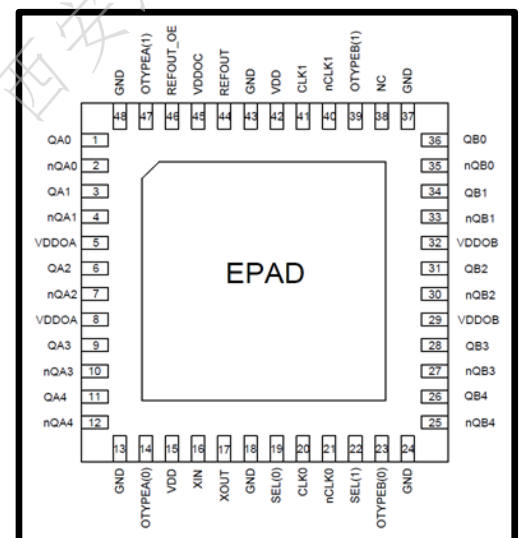 西安
GND
OTYPEA(1)
REFOUT_OE
VDDOC
REFOUT
GND
VDD
CLK1
nCLK1
OTYPEB(1)
NC
GND
48 47 46 45 44 43 42 41 40 39 38 37
QA0 1 36 QB0
nQA0 2 35 nQB0
QA1 3 34 QB1
nQA1 4 33 nQB1
VDDOA 5 32 VDDOB
QA2 6 31 QB2
EPAD
nQA2 7 30 nQB2
VDDOA 8 29 VDDOB
QA3 9 28 QB3
nQA3 10 27 nQB3
QA4 11 26 QB4
nQA4 12 25 nQB4
13 14 15 16 17 18 19 20 21 22 23 24
GND
OTYPEA(0)
VDD
XIN
XOUT
GND
SEL(0)
CLK0
nCLK0
SEL(1)
OTYPEB(0)
GND